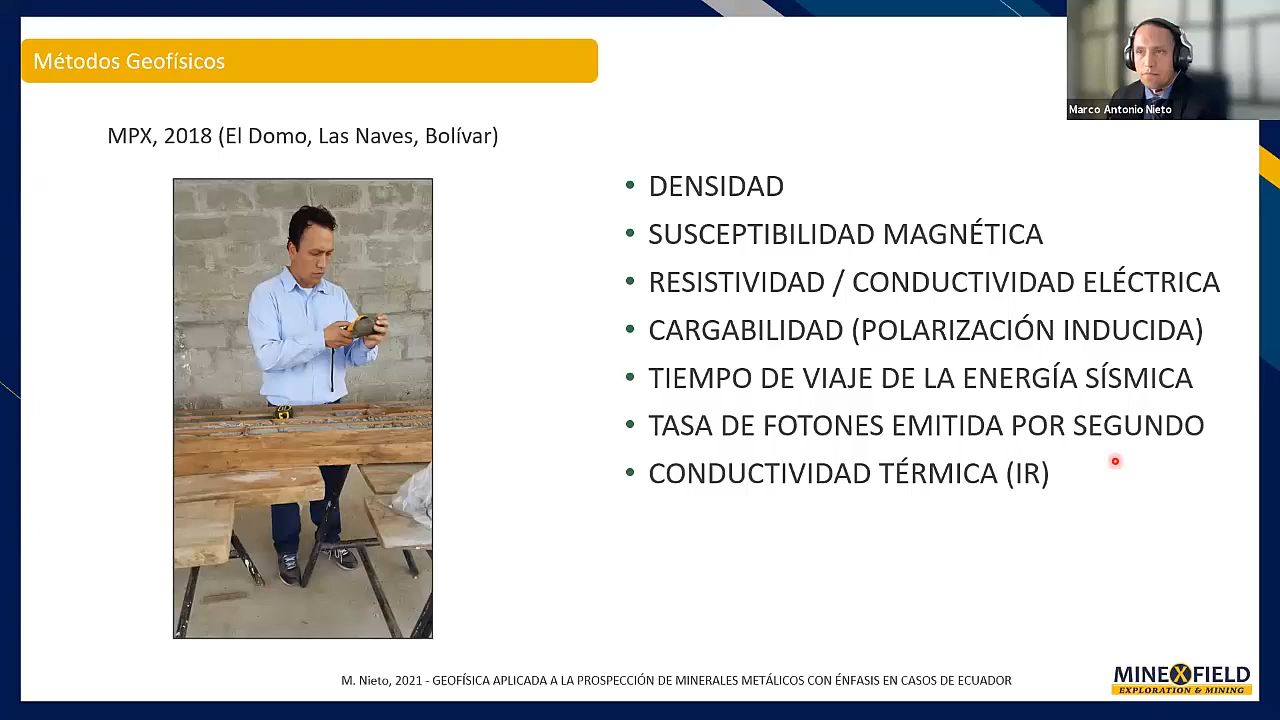 Métodos Geofísicos
Marco Antonio Nieto
MPX, 2018 (El Domo, Las Naves, Bolívar)
• DENSIDAD
• SUSCEPTIBILIDAD MAGNÉTICA
• RESISTIVIDAD / CONDUCTIVIDAD ELÉCTRICA
• CARGABILIDAD (POLARIZACIÓN INDUCIDA)
• TIEMPO DE VIAJE DE LA ENERGÍA SÍSMICA
• TASA DE FOTONES EMITIDA POR SEGUNDO
• CONDUCTIVIDAD TÉRMICA (IR)
M. Nieto, 2021 - GEOFÍSICA APLICADA A LA PROSPECCIÓN DE MINERALES METÁLICOS CON ÉNFASIS EN CASOS DE ECUADOR
MINEXFIELD
EXPLORATION & MINING